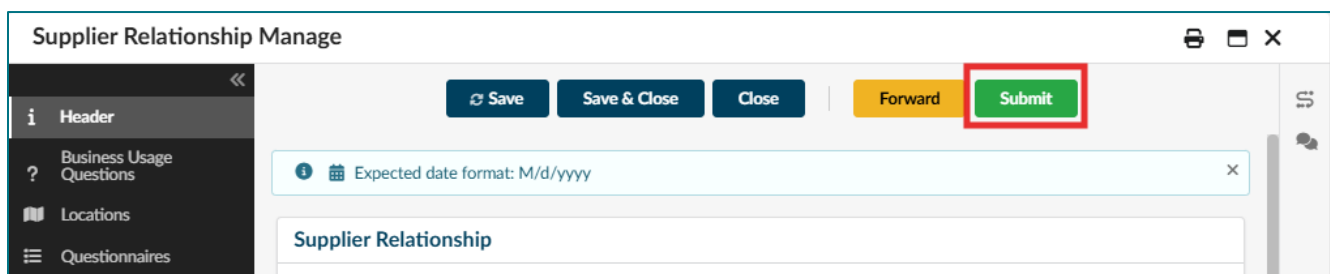 Supplier Relationship Manage
Save
Save & Close
Close
Forward
Submit
Header
Business Usage
Questions
Locations
Questionnaires
Expected date format: M/d/yyyy
Supplier Relationship